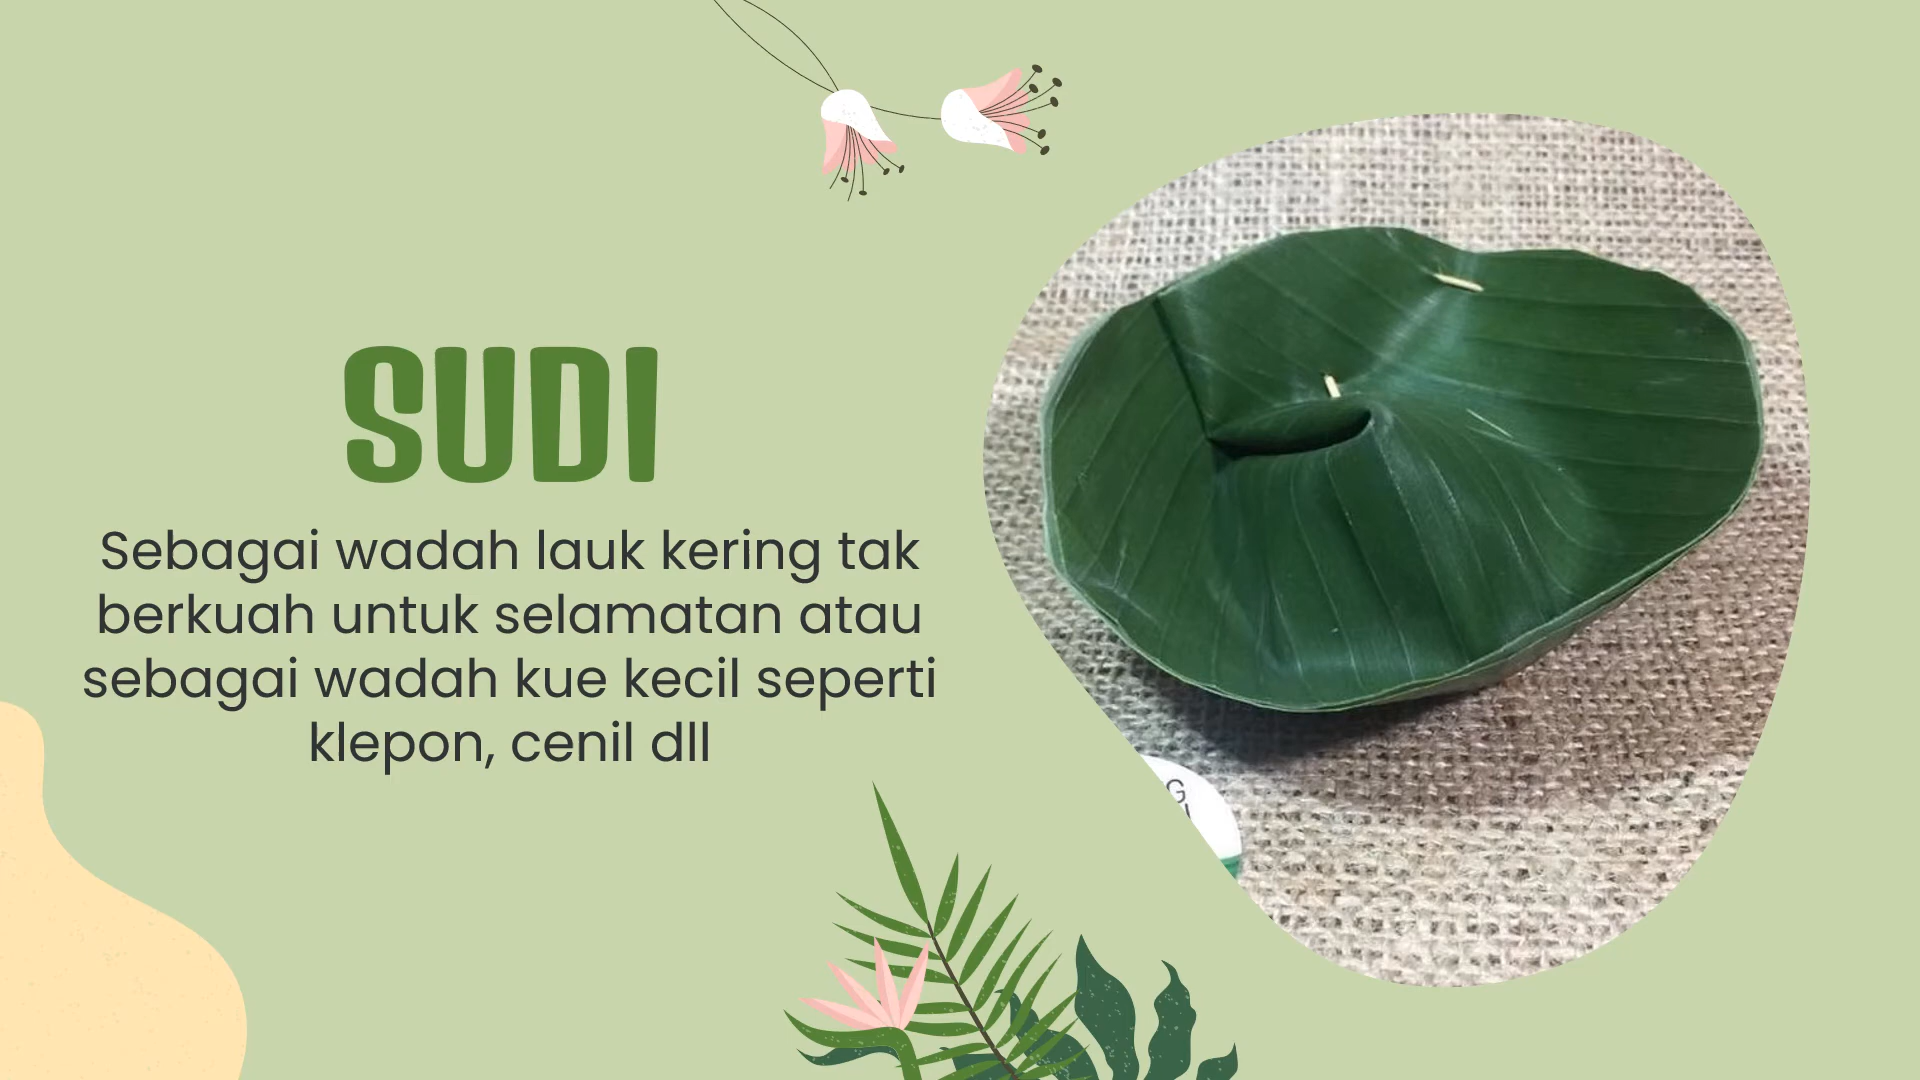 SUDI
Sebagai wadah lauk kering tak
berkuah untuk selamatan atau
sebagai wadah kue kecil seperti
klepon, cenil dll